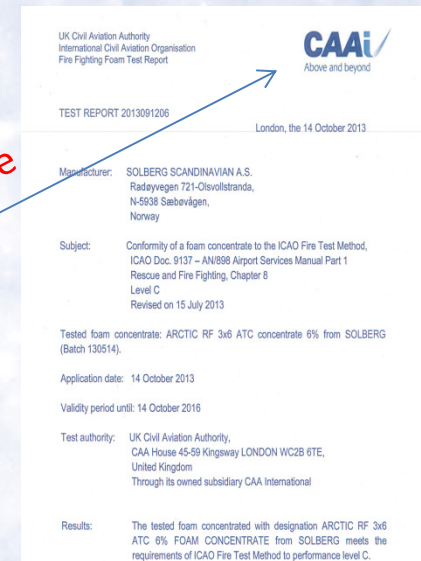 UK Civil Aviation Authority
International Civil Aviation Organisation
Fire Fighting Foam Test Report
CAAi
Above and beyond
TEST REPORT 2013091206
London, the 14 October 2013
Manufacturer: SOLBERG SCANDINAVIAN A.S.
Radøyvegen 721-Olsvollstranda,
N-5938 Sæbøvågen,
Norway
Subject: Conformity of a foam concentrate to the ICAO Fire Test Method,
ICAO Doc. 9137 – AN/898 Airport Services Manual Part 1
Rescue and Fire Fighting, Chapter 8
Level C
Revised on 15 July 2013
Tested foam concentrate: ARCTIC RF 3x6 ATC concentrate 6% from SOLBERG
(Batch 130514).
Application date: 14 October 2013
Validity period until: 14 October 2016
Test authority: UK Civil Aviation Authority,
CAA House 45-59 Kingsway LONDON WC2B 6TE,
United Kingdom
Through its owned subsidiary CAA International
Results: The tested foam concentrated with designation ARCTIC RF 3x6
ATC 6% FOAM CONCENTRATE from SOLBERG meets the
requirements of ICAO Fire Test Method to performance level C.